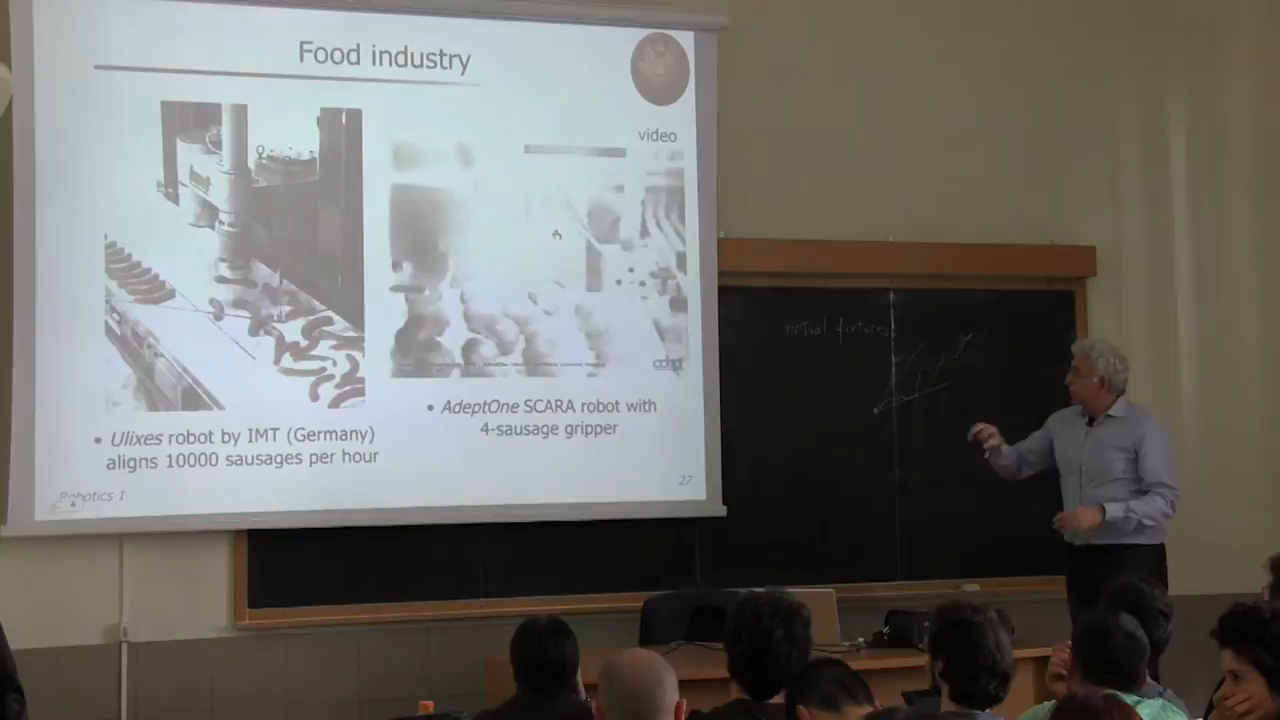 Food industry
video
• Ulixes robot by IMT (Germany)
aligns 10000 sausages per hour
• AdeptOne SCARA robot with
4-sausage gripper
Robotics I
27
virtual fixtures